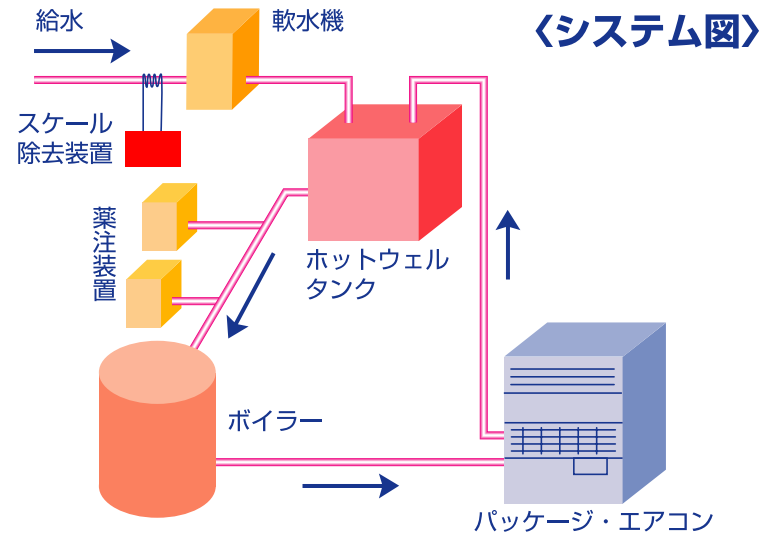 〈システム図〉
給水
軟水機
スケール
除去装置
薬注装置
ホットウェル
タンク
ボイラー
パッケージ・エアコン